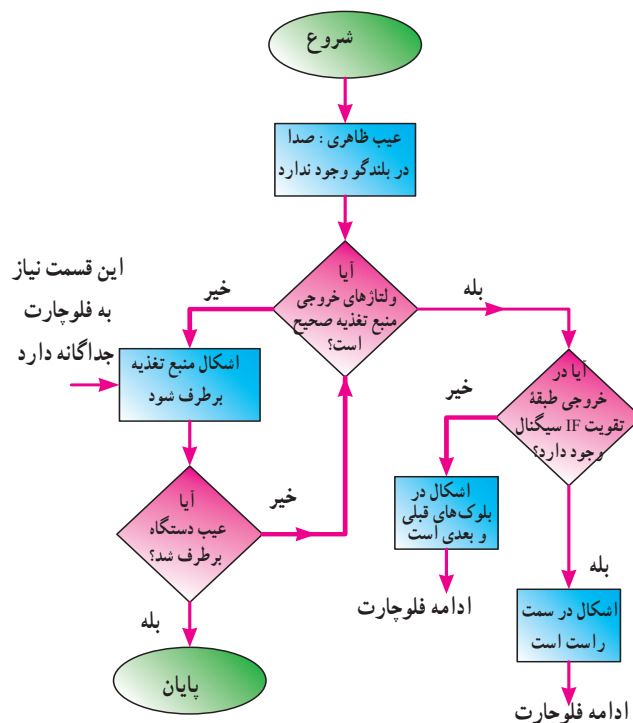 شروع
عیب ظاهری : صدا
در بلندگو وجود ندارد
آیا
ولتاژهای خروجی
منبع تغذیه صحیح
است؟
خیر
بله
این قسمت نیاز
به فلوچارت
جداگانه دارد
اشکال منبع تغذیه
برطرف شود
آیا
عیب دستگاه
برطرف شد؟
خیر
بله
پایان
آیا در
خروجی طبقهٔ
تقویت IF سیگنال
وجود دارد؟
خیر
اشکال در
بلوک‌های قبلی
و بعدی است
ادامه فلوچارت
بله
اشکال در سمت
راست است
ادامه فلوچارت